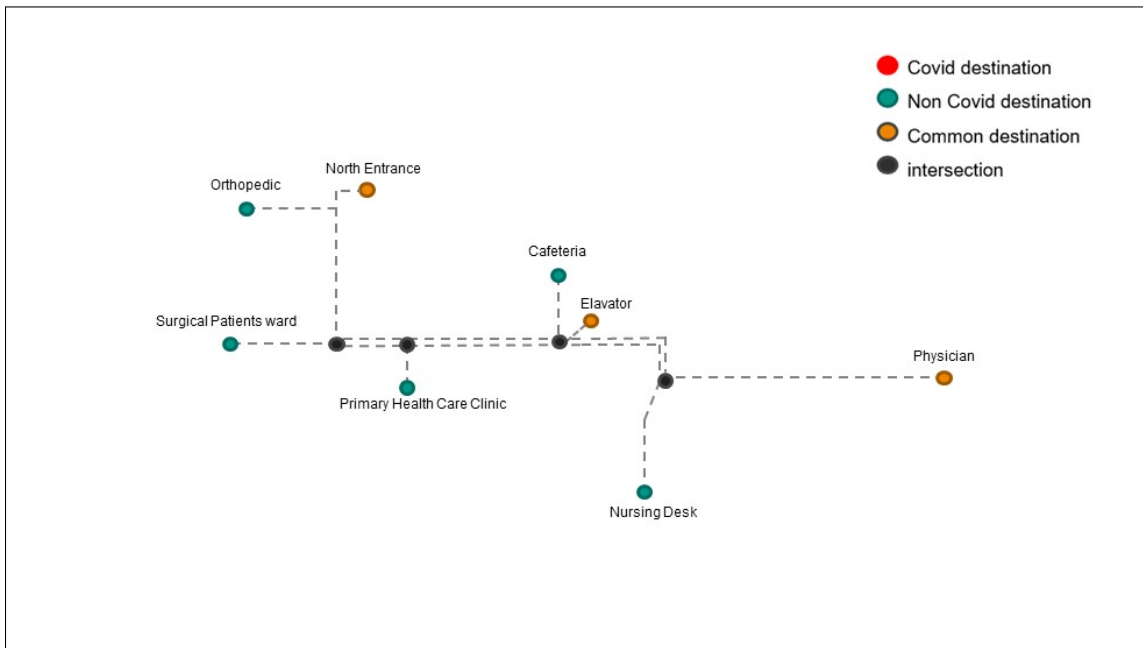 Covid destination
Non Covid destination
Common destination
intersection
North Entrance
Orthopedic
Cafeteria
Elavator
Surgical Patients ward
Physician
Primary Health Care Clinic
Nursing Desk